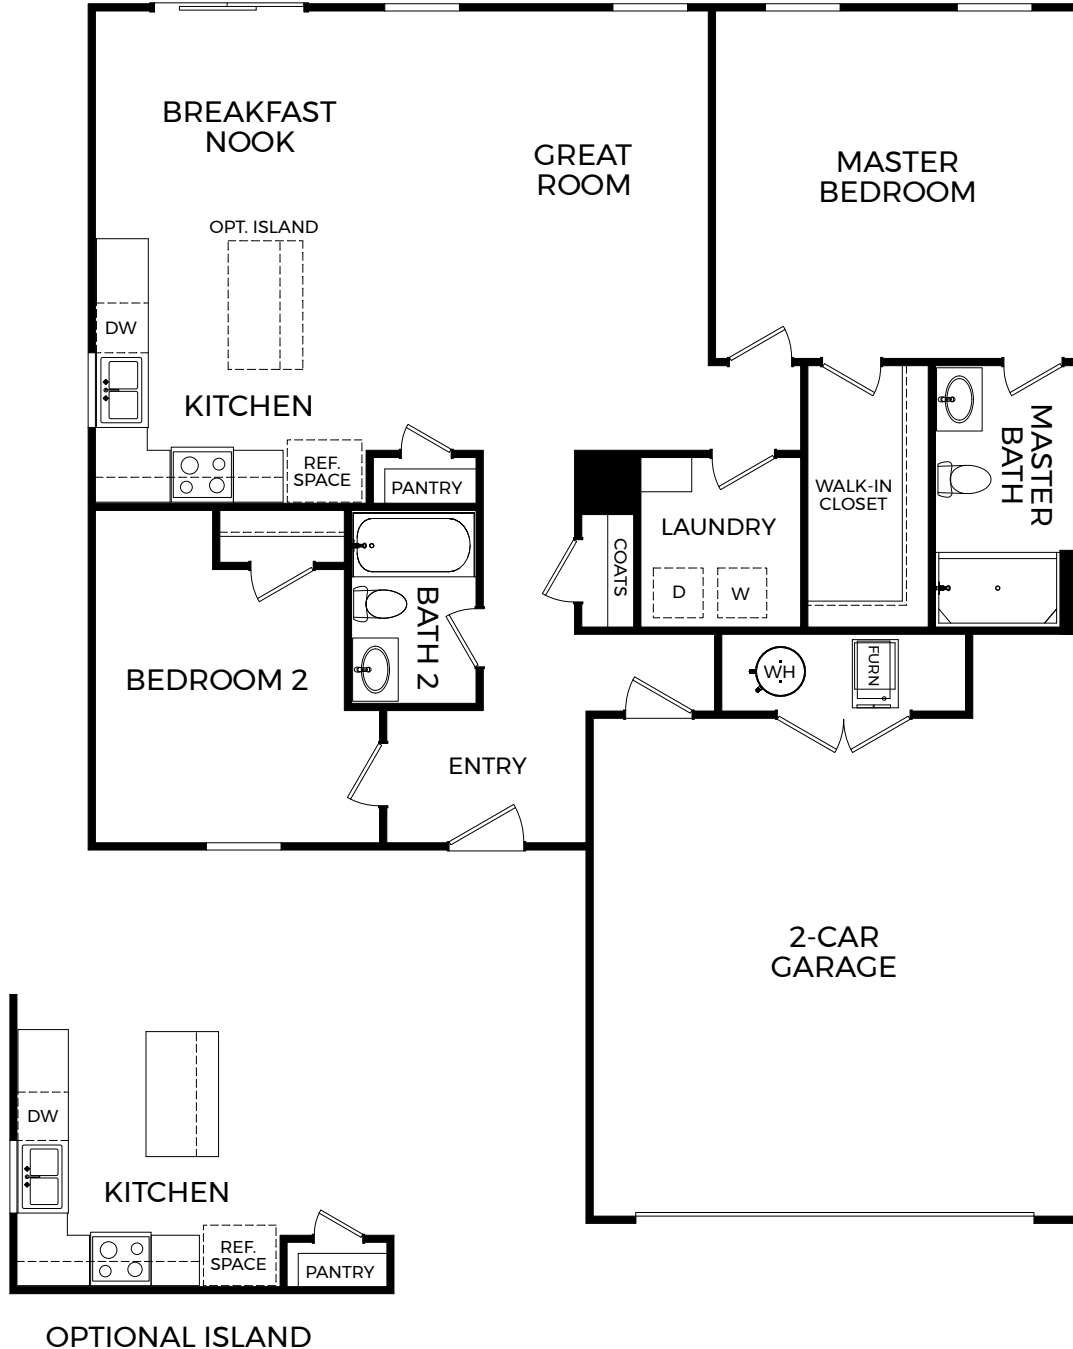 BREAKFAST
NOOK
GREAT
ROOM
MASTER
BEDROOM
OPT. ISLAND
DW
KITCHEN
REF.
SPACE
PANTRY
WALK-IN
CLOSET
MASTER
BATH
LAUNDRY
COATS
D
W
BATH 2
BEDROOM 2
WH
FURN
ENTRY
2-CAR
GARAGE
DW
KITCHEN
REF.
SPACE
PANTRY
OPTIONAL ISLAND